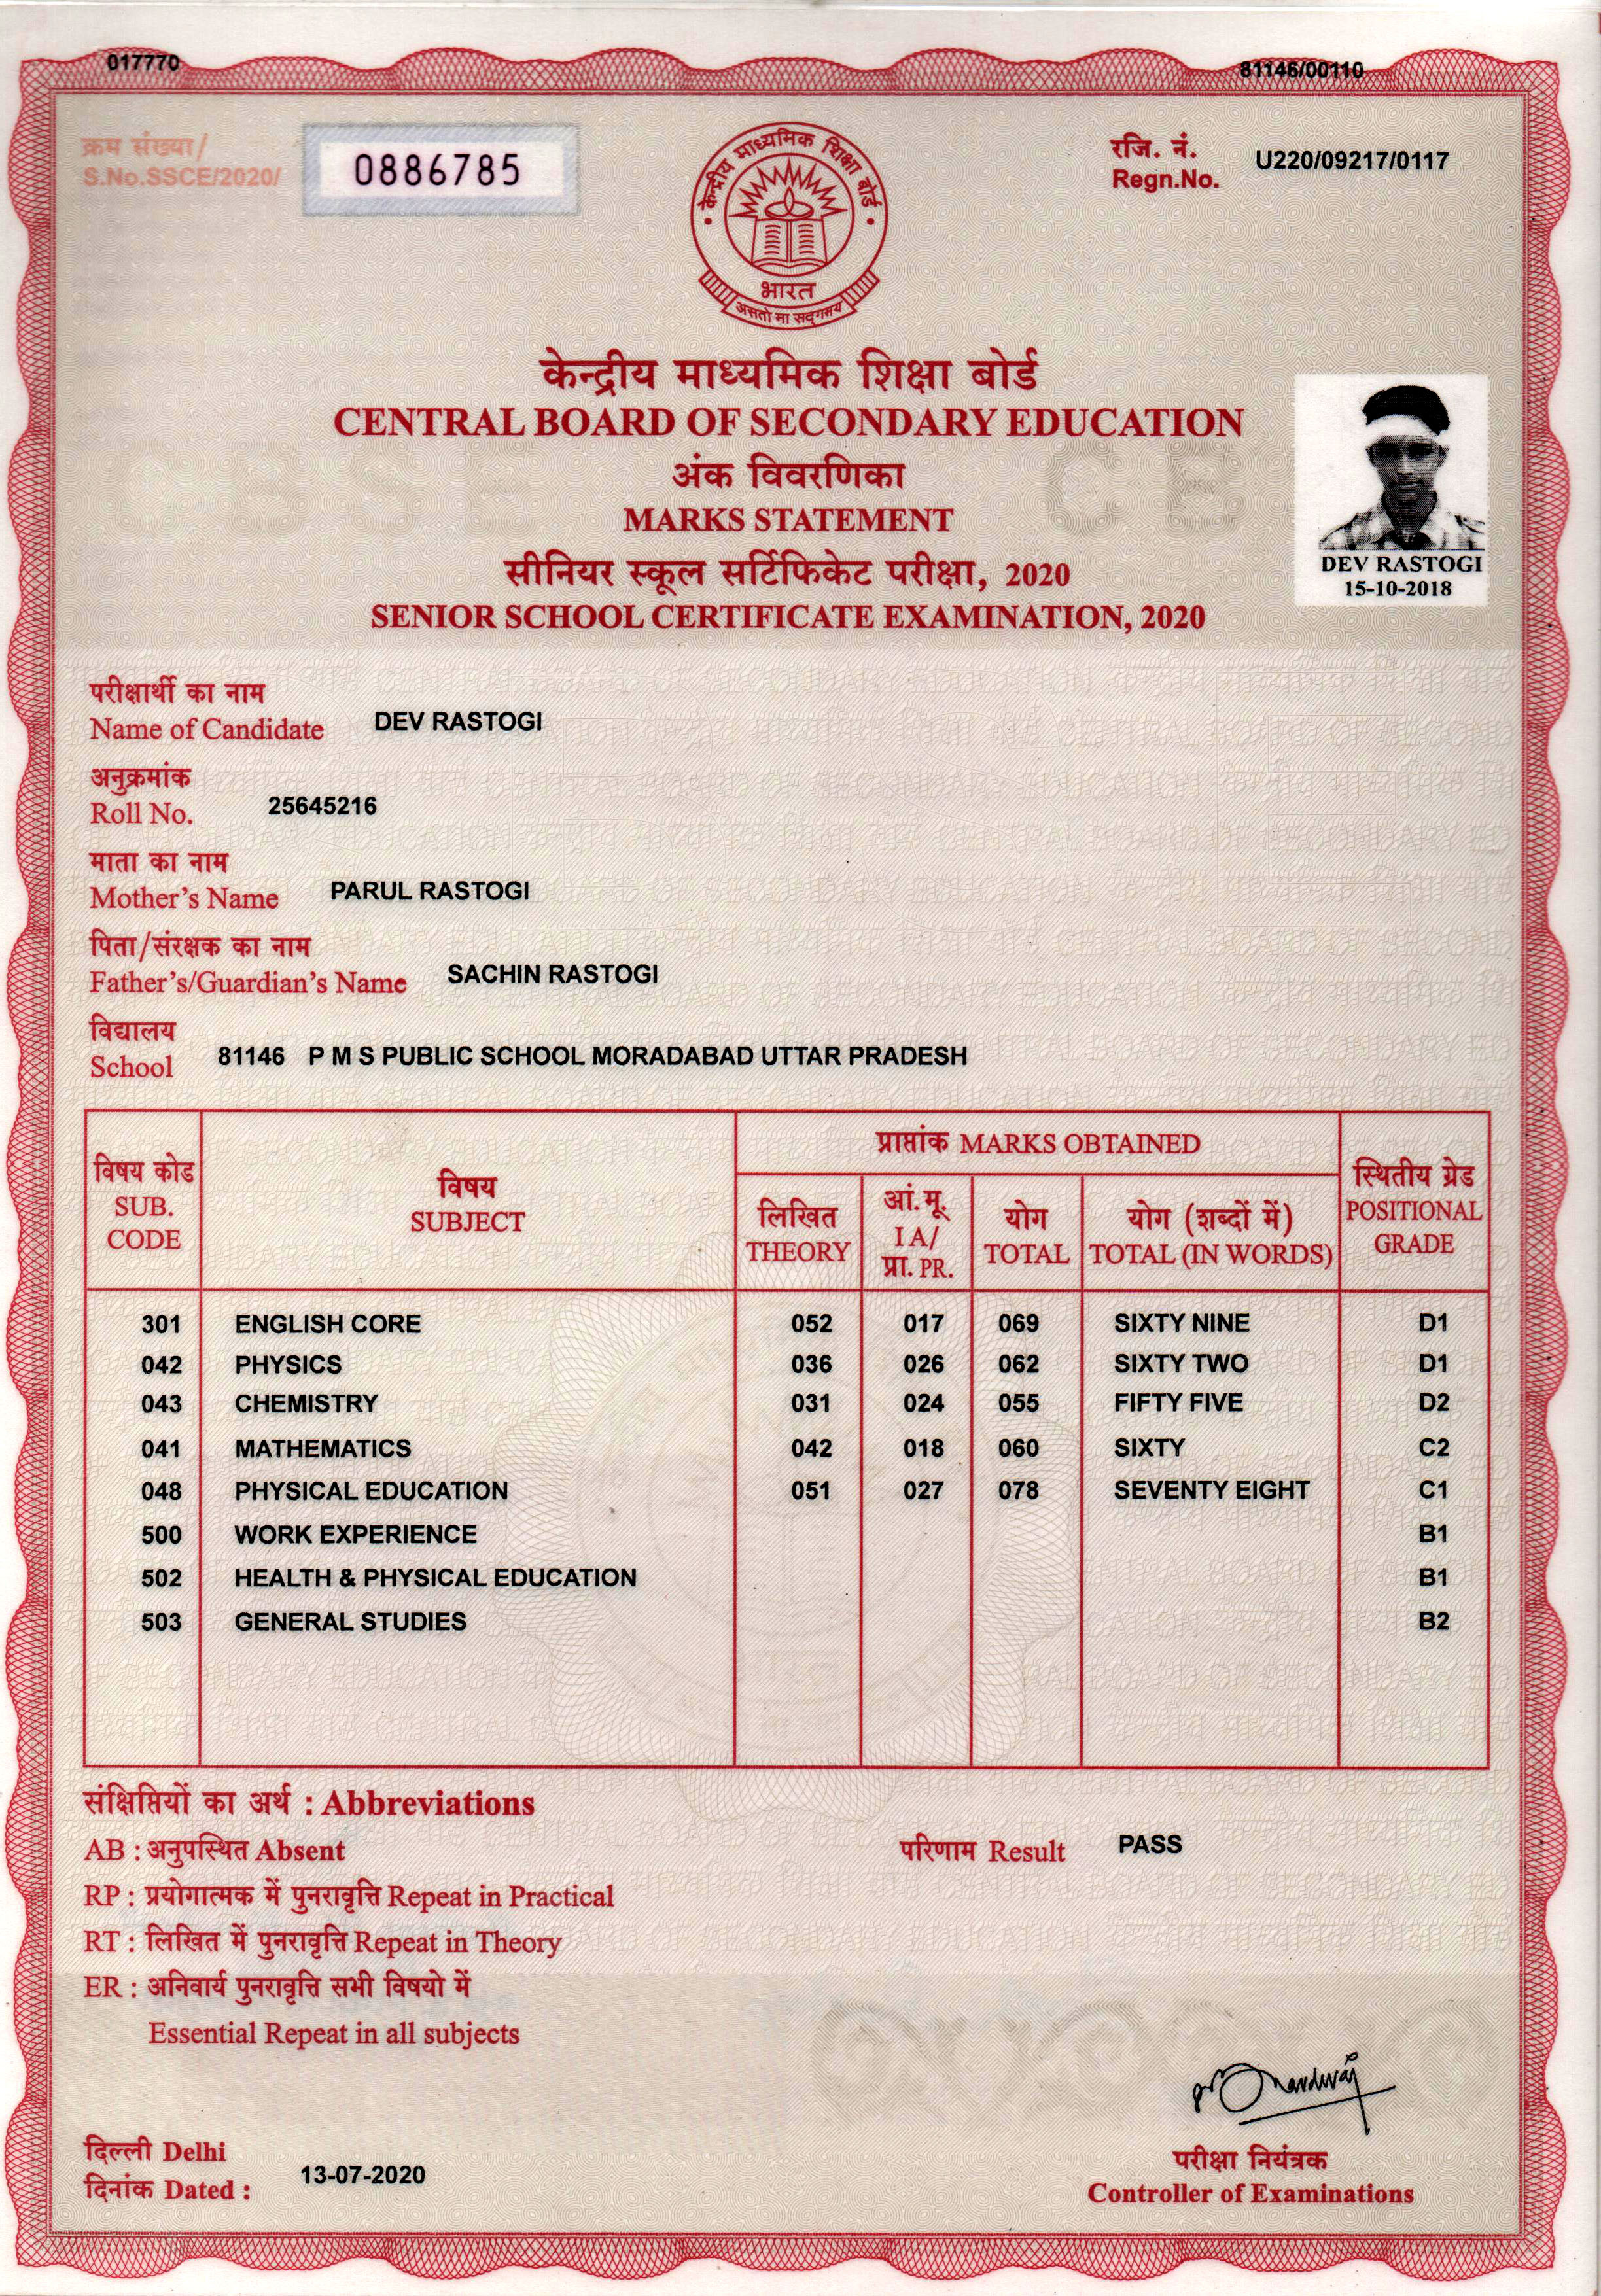 017770
81146/00110
क्रम संख्या/
S.No.SSCE/2020/
0886785
केन्द्रीय माध्यमिक शिक्षा बोर्ड
भारत
असतो मा सद्गमय
रजि. नं.
Regn.No.
U220/09217/0117
केन्द्रीय माध्यमिक शिक्षा बोर्ड
CENTRAL BOARD OF SECONDARY EDUCATION
अंक विवरणिका
MARKS STATEMENT
सीनियर स्कूल सर्टिफिकेट परीक्षा, 2020
SENIOR SCHOOL CERTIFICATE EXAMINATION, 2020
DEV RASTOGI
15-10-2018
परीक्षार्थी का नाम
Name of Candidate DEV RASTOGI
अनुक्रमांक
Roll No. 25645216
माता का नाम
Mother's Name PARUL RASTOGI
पिता/संरक्षक का नाम
Father's/Guardian's Name SACHIN RASTOGI
विद्यालय
School 81146 P M S PUBLIC SCHOOL MORADABAD UTTAR PRADESH
विषय कोड
SUB.
CODE
विषय
SUBJECT
प्राप्तांक MARKS OBTAINED
लिखित
THEORY
आं.मू.
I A/
प्रा. PR.
योग
TOTAL
योग (शब्दों में)
TOTAL (IN WORDS)
स्थितीय ग्रेड
POSITIONAL
GRADE
301 ENGLISH CORE 052 017 069 SIXTY NINE D1
042 PHYSICS 036 026 062 SIXTY TWO D1
043 CHEMISTRY 031 024 055 FIFTY FIVE D2
041 MATHEMATICS 042 018 060 SIXTY C2
048 PHYSICAL EDUCATION 051 027 078 SEVENTY EIGHT C1
500 WORK EXPERIENCE B1
502 HEALTH & PHYSICAL EDUCATION B1
503 GENERAL STUDIES B2
संक्षिप्तियों का अर्थ : Abbreviations
AB : अनुपस्थित Absent
परिणाम Result PASS
RP : प्रयोगात्मक में पुनरावृत्ति Repeat in Practical
RT : लिखित में पुनरावृत्ति Repeat in Theory
ER : अनिवार्य पुनरावृत्ति सभी विषयो में
Essential Repeat in all subjects
दिल्ली Delhi
दिनांक Dated : 13-07-2020
परीक्षा नियंत्रक
Controller of Examinations